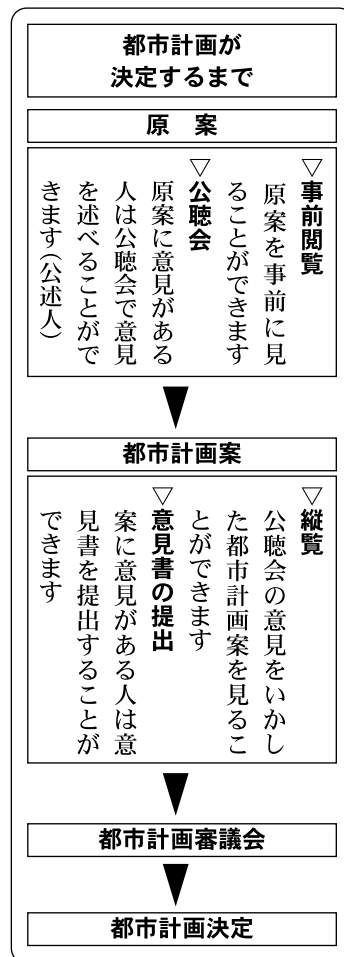 都市計画が
決定するまで
原　案
▽事前閲覧
原案を事前に見
ることができます
▽公聴会
原案に意見がある
人は公聴会で意見
を述べることがで
きます（公述人）
都市計画案
▽縦覧
公聴会の意見をいかし
た都市計画案を見るこ
とができます
▽意見書の提出
案に意見がある人は意
見書を提出することが
できます
都市計画審議会
都市計画決定